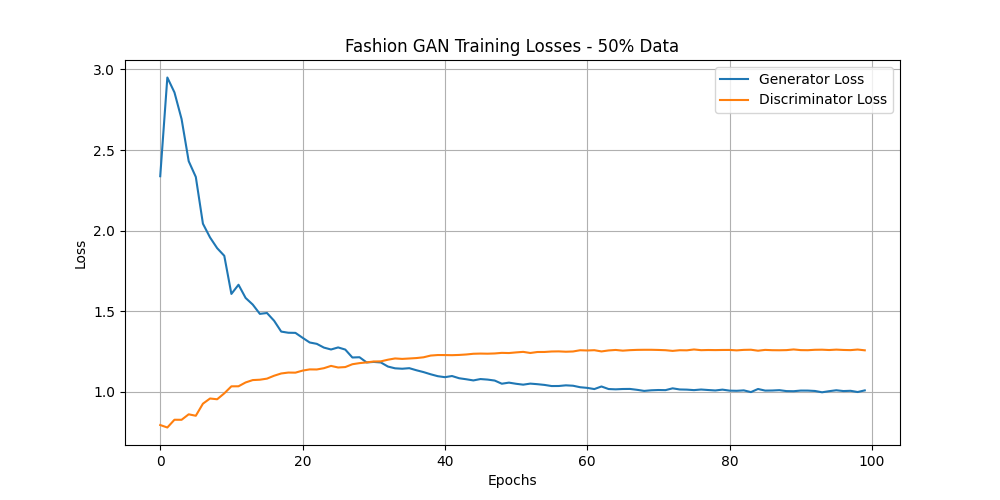 Fashion GAN Training Losses - 50% Data
Generator Loss
Discriminator Loss
3.0
2.5
2.0
1.5
1.0
Loss
0 20 40 60 80 100
Epochs